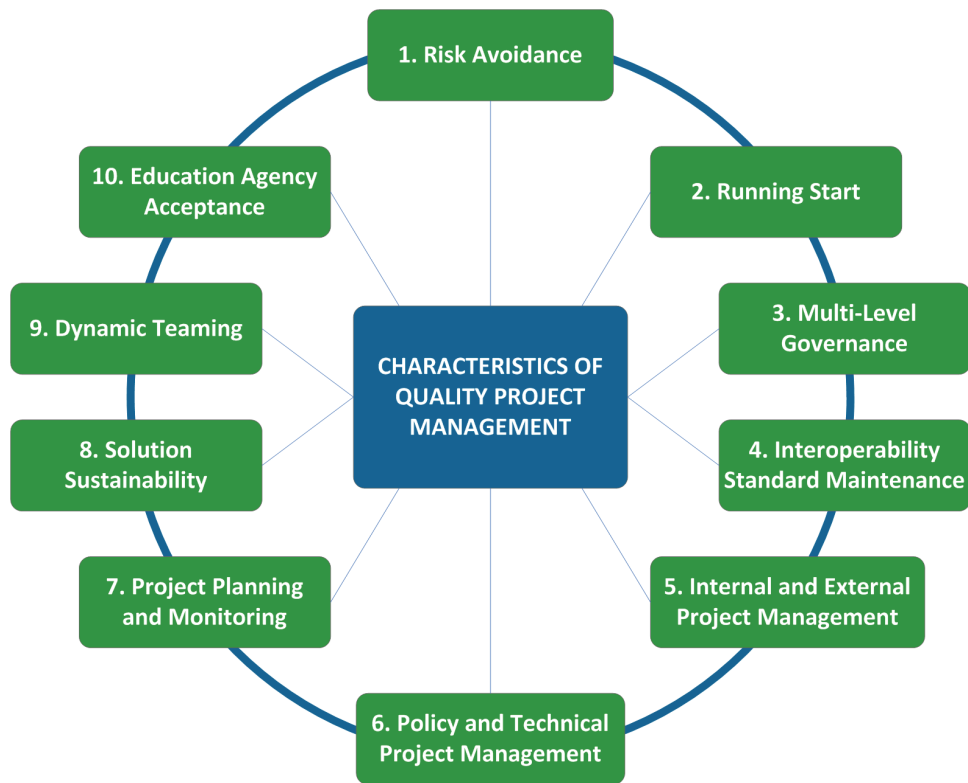 1. Risk Avoidance
2. Running Start
3. Multi-Level
Governance
4. Interoperability
Standard Maintenance
5. Internal and External
Project Management
6. Policy and Technical
Project Management
7. Project Planning
and Monitoring
8. Solution
Sustainability
9. Dynamic Teaming
10. Education Agency
Acceptance
CHARACTERISTICS OF
QUALITY PROJECT
MANAGEMENT